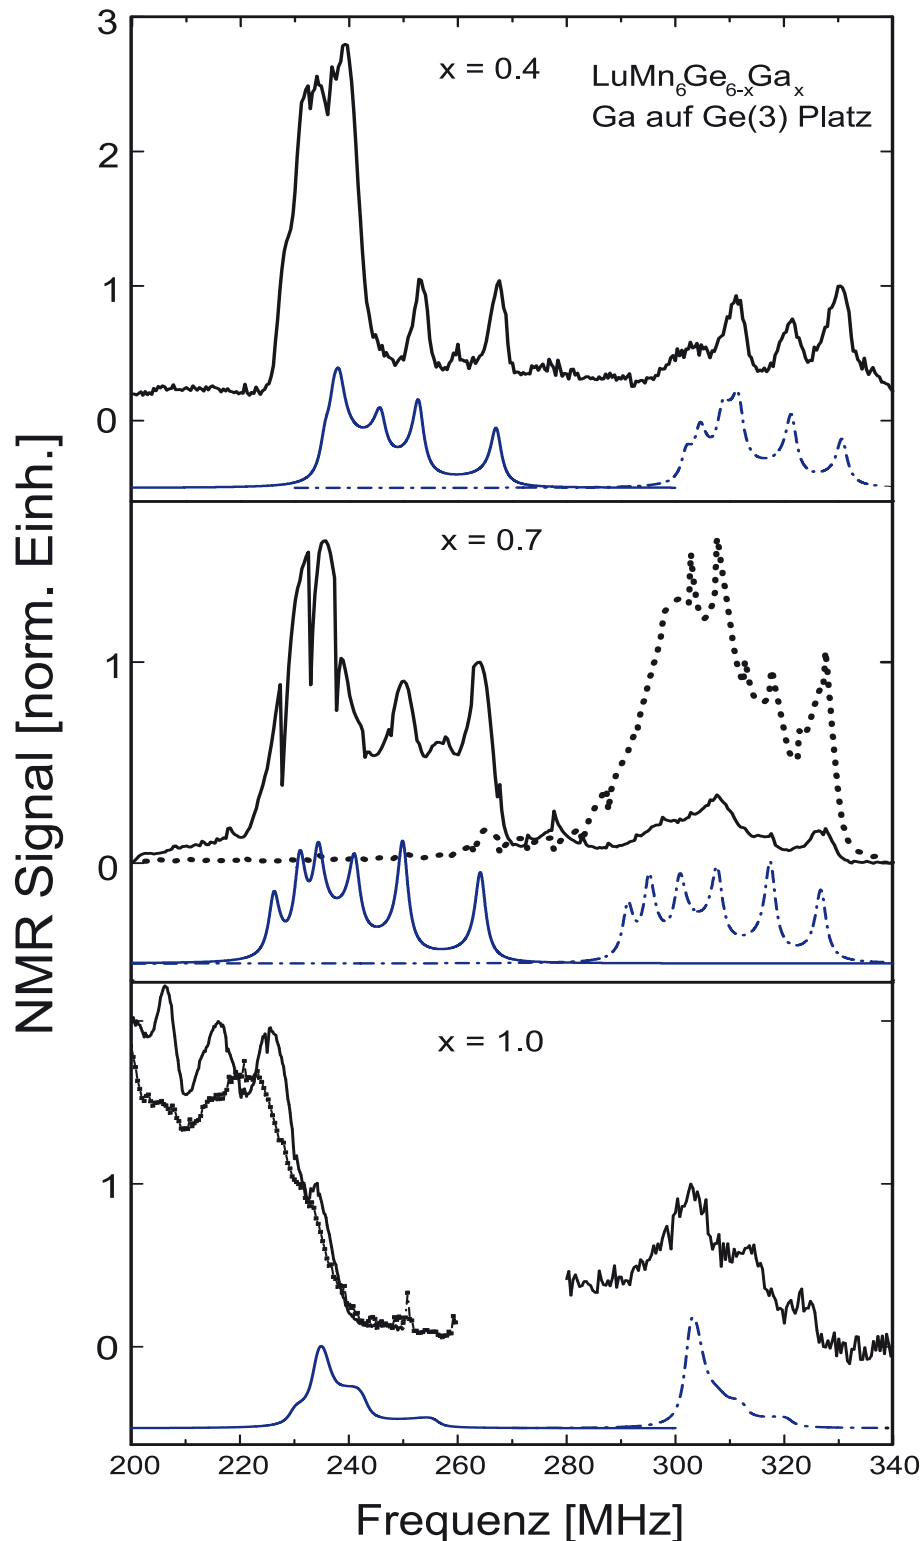 3
x = 0.4
LuMn₆Ge₆₋ₓGaₓ
Ga auf Ge(3) Platz
2
1
0
x = 0.7
1
0
x = 1.0
1
0
NMR Signal [norm. Einh.]
200 220 240 260 280 300 320 340
Frequenz [MHz]